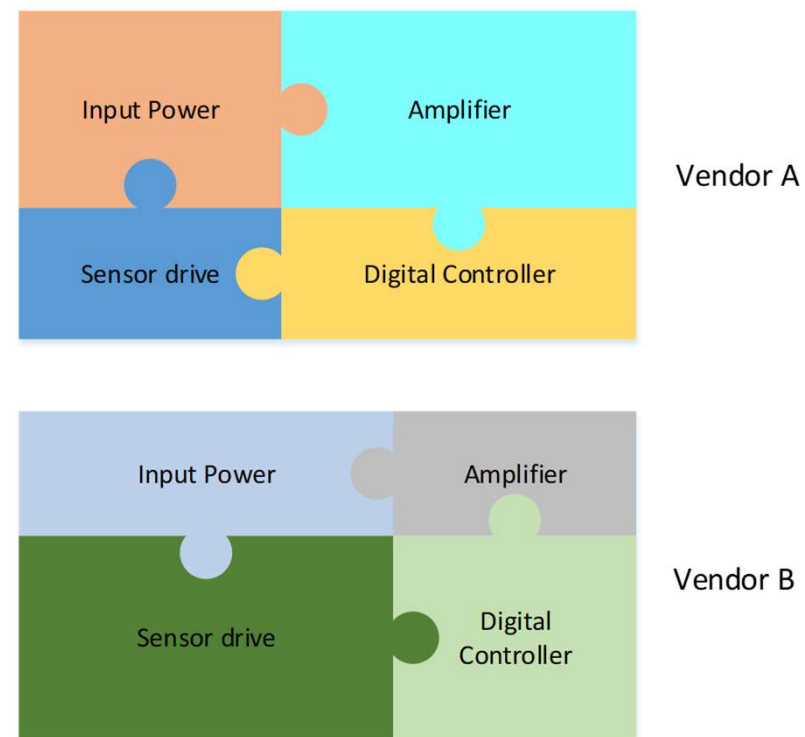 Input Power
Amplifier
Vendor A
Sensor drive
Digital Controller
Input Power
Amplifier
Vendor B
Sensor drive
Digital
Controller